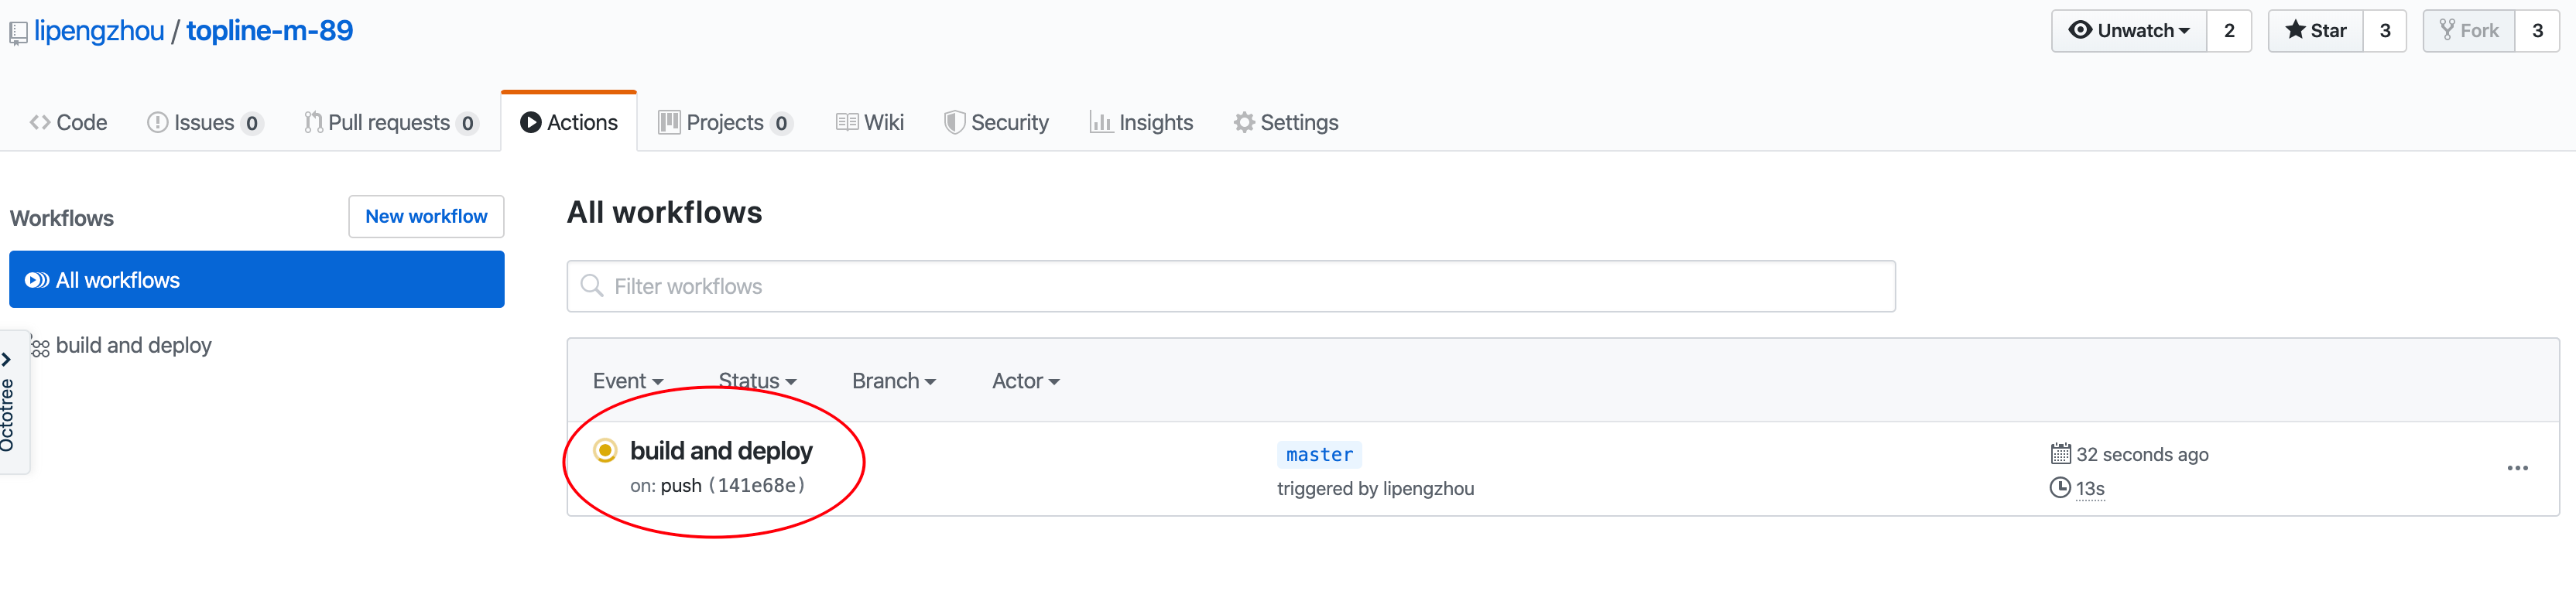 lipengzhou / topline-m-89
Unwatch 2 Star 3 Fork 3
Code Issues 0 Pull requests 0 Actions Projects 0 Wiki Security Insights Settings
Workflows
New workflow
All workflows
build and deploy
Octotree
All workflows
Filter workflows
Event Status Branch Actor
build and deploy
on: push (141e68e)
master
triggered by lipengzhou
32 seconds ago
13s